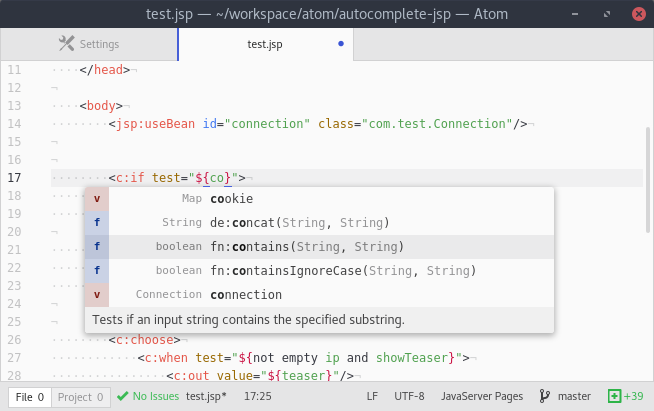 test.jsp — ~/workspace/atom/autocomplete-jsp — Atom
Settings
test.jsp
11 </head>
12
13 <body>
14 <jsp:useBean id="connection" class="com.test.Connection"/>
15
16
17 <c:if test="${co}">
18
v Map cookie
19
f String de:concat(String, String)
20
f boolean fn:contains(String, String)
21
22
f boolean fn:containsIgnoreCase(String, String)
23
v Connection connection
24
25
Tests if an input string contains the specified substring.
26 <c:choose>
27 <c:when test="${not empty ip and showTeaser}">
28 <c:out value="${teaser}"/>
File 0 Project 0 No Issues test.jsp* 17:25 LF UTF-8 JavaServer Pages master +39